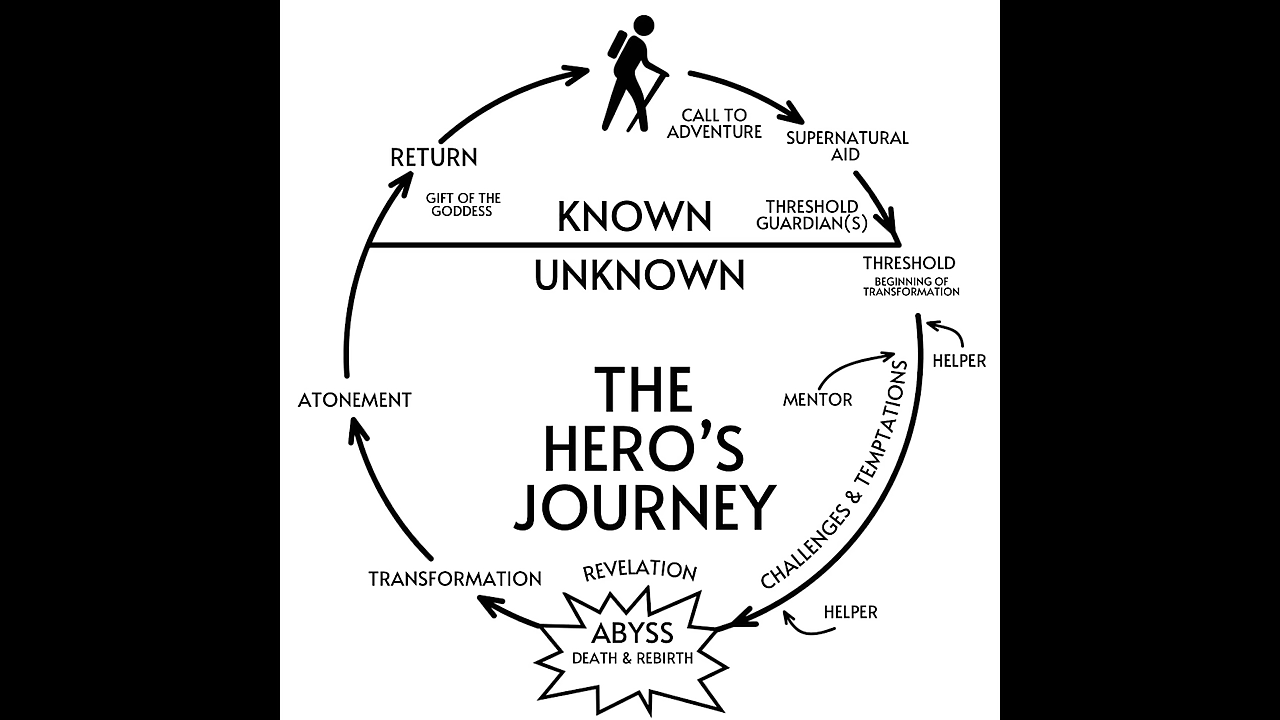 CALL TO
ADVENTURE
SUPERNATURAL
AID
RETURN
GIFT OF THE
GODDESS
KNOWN
THRESHOLD
GUARDIAN(S)
UNKNOWN
THRESHOLD
BEGINNING OF
TRANSFORMATION
HELPER
MENTOR
CHALLENGES & TEMPTATIONS
ATONEMENT
THE
HERO'S
JOURNEY
HELPER
REVELATION
TRANSFORMATION
ABYSS
DEATH & REBIRTH